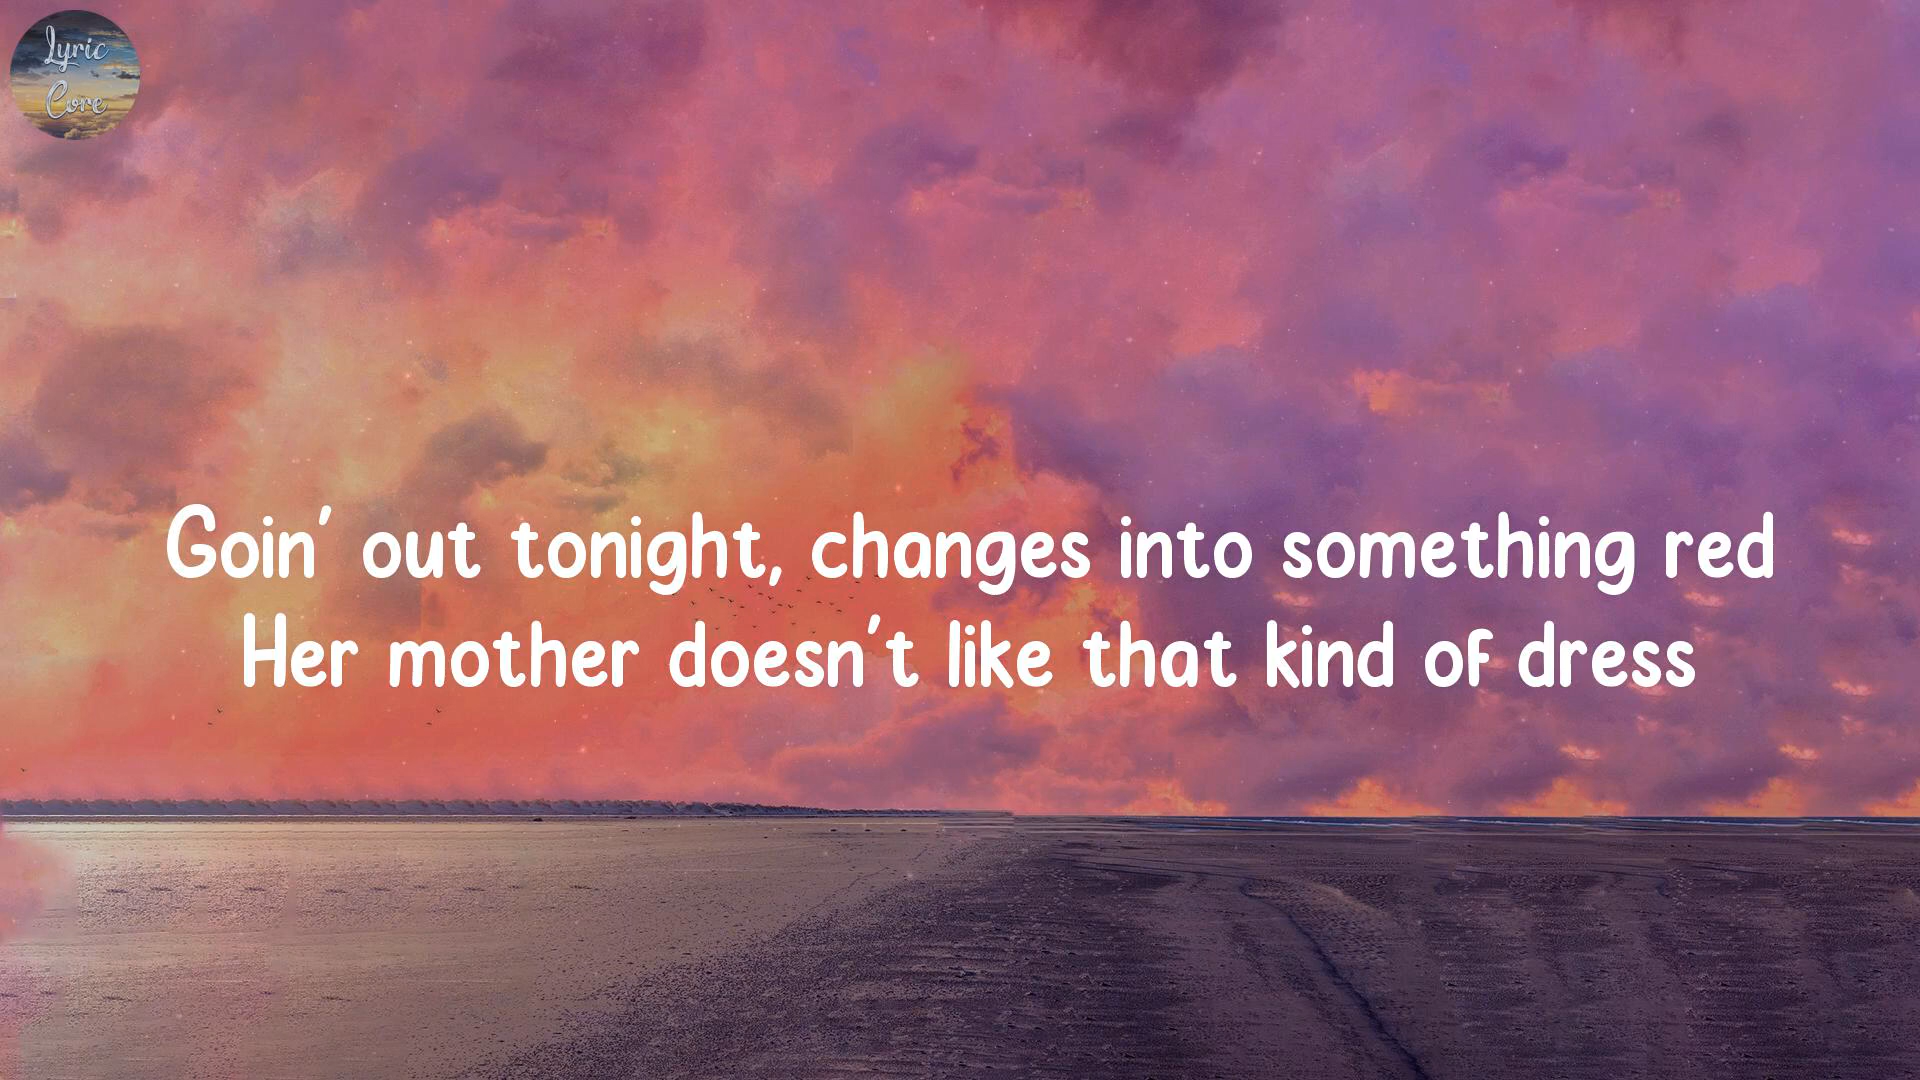 Lyric
Core
Goin' out tonight, changes into something red
Her mother doesn't like that kind of dress